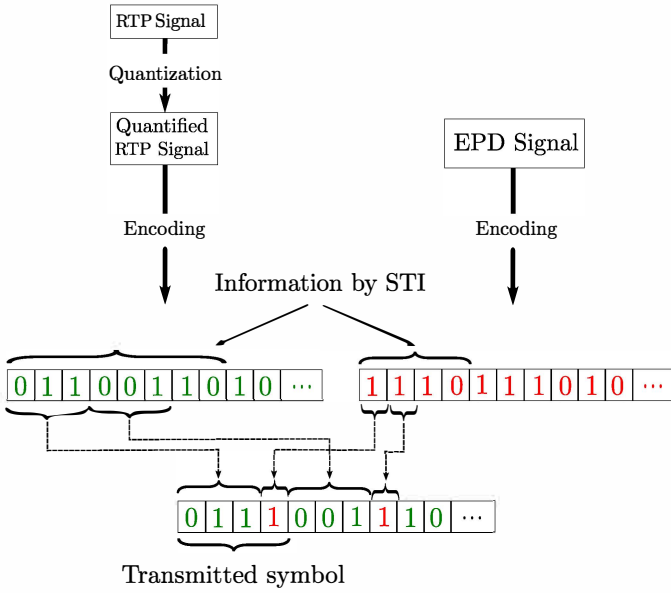 RTP Signal
Quantization
Quantified
RTP Signal
EPD Signal
Encoding
Encoding
Information by STI
0 1 1 0 0 1 1 0 1 0 ...
1 1 1 0 1 1 1 0 1 0 ...
0 1 1 1 0 0 1 1 1 0 ...
Transmitted symbol